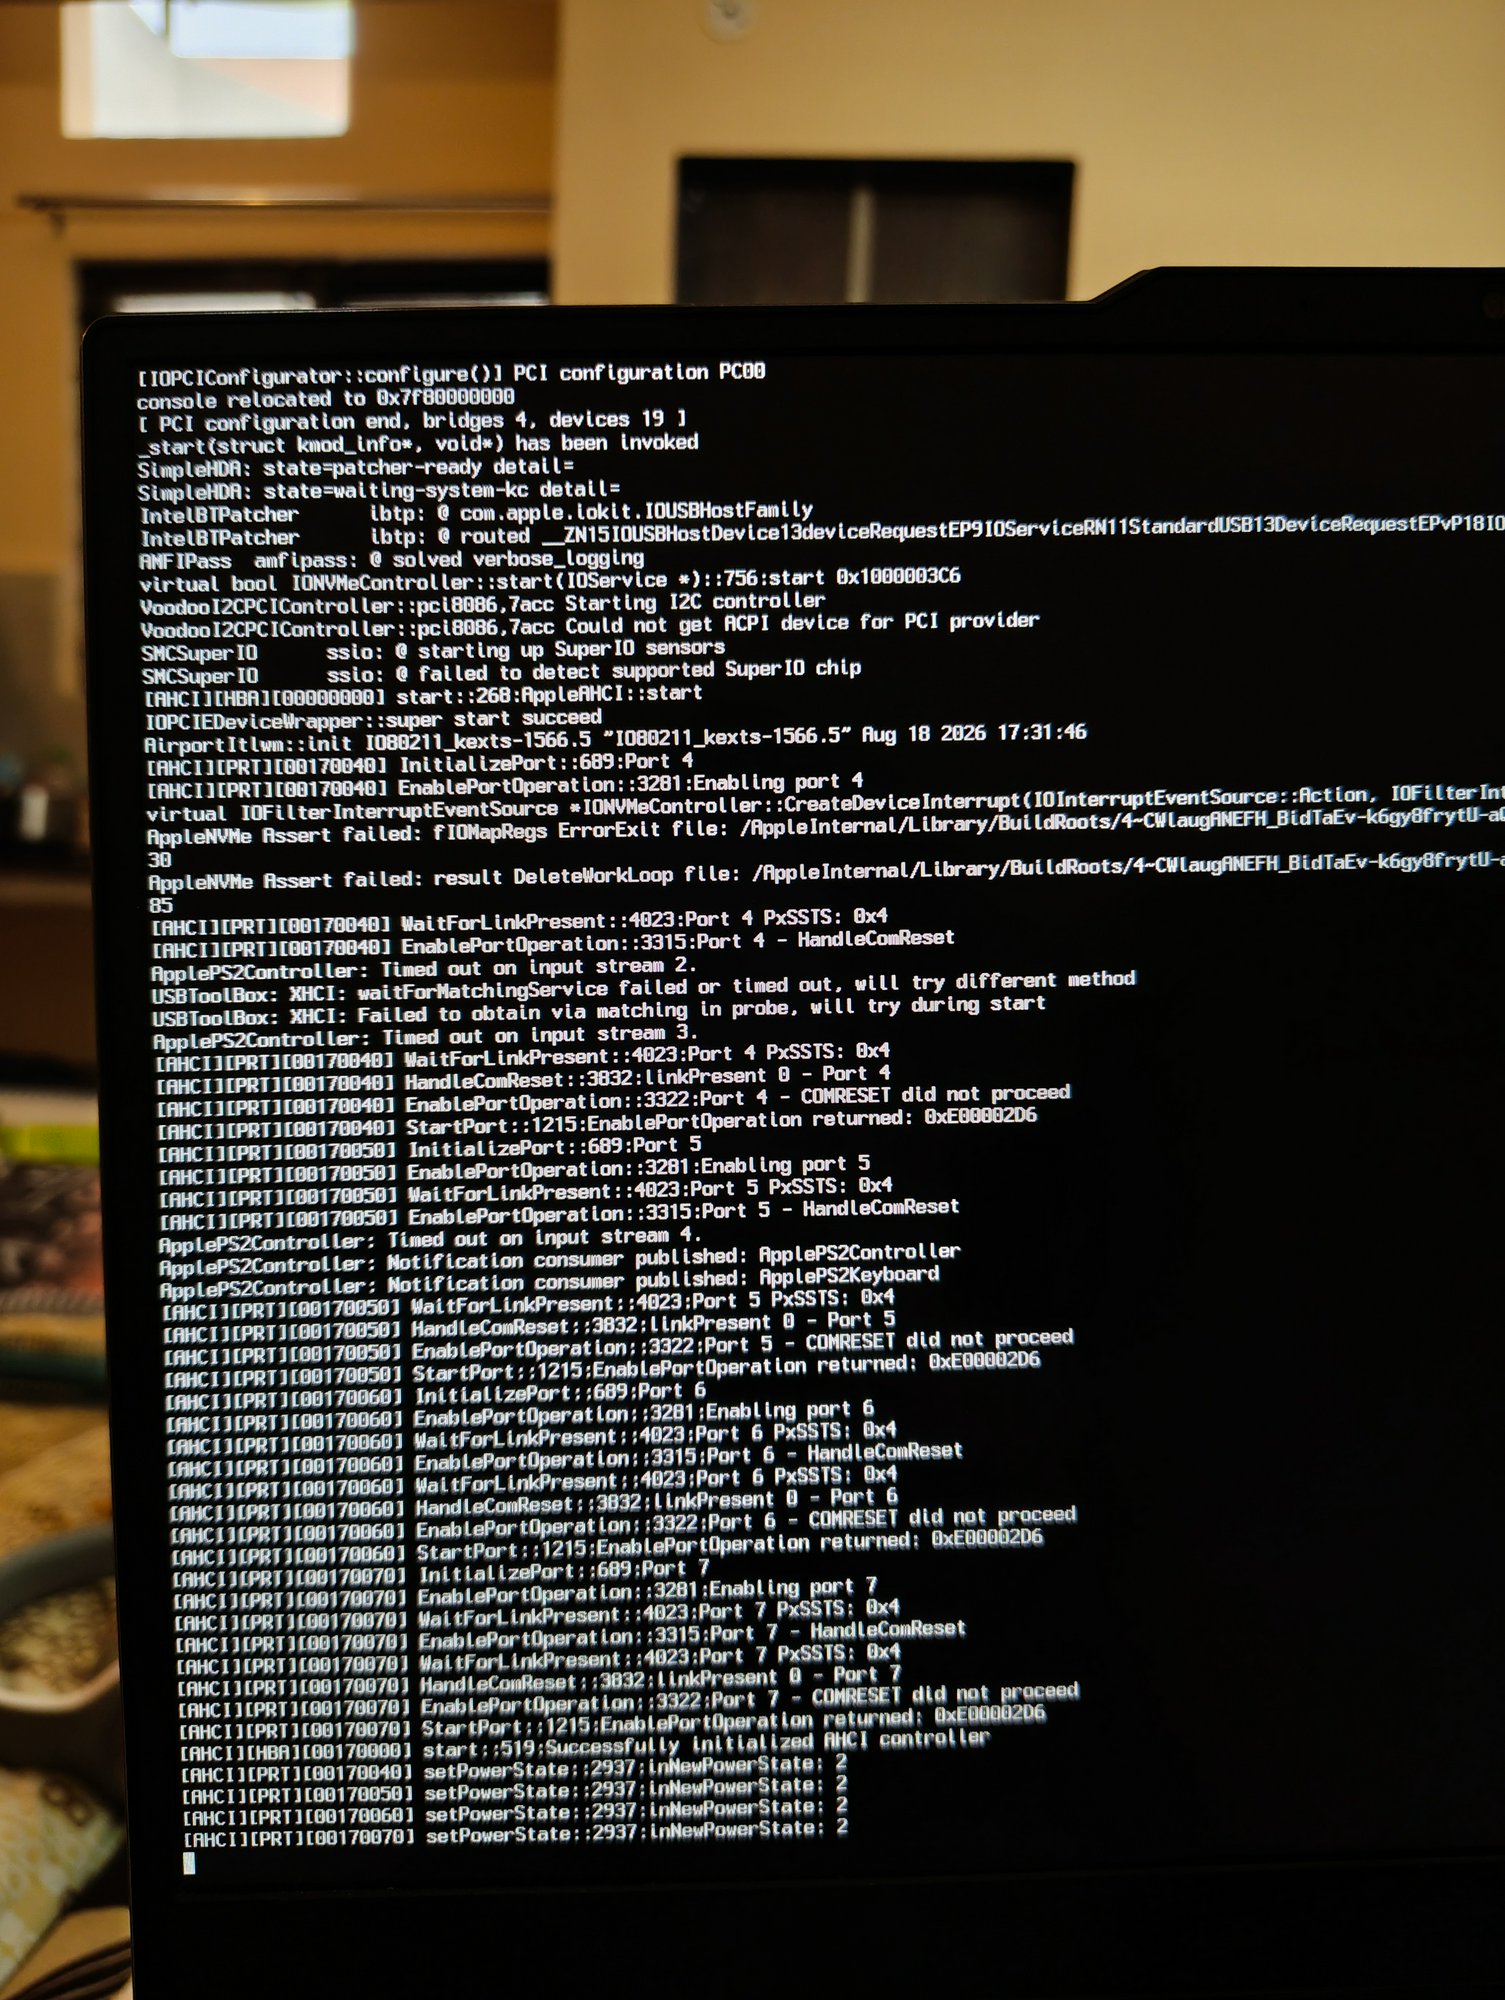 [IOPCIConfigurator::configure()] PCI configuration PC00
console relocated to 0x7f80000000
[ PCI configuration end, bridges 4, devices 19 ]
_start(struct kmod_info*, void*) has been invoked
SimpleHDA: state=patcher-ready detail=
SimpleHDA: state=waiting-system-kc detail=
IntelBTPatcher ibtp: @ com.apple.iokit.IOUSBHostFamily
IntelBTPatcher ibtp: @ routed __ZN15IOUSBHostDevice13deviceRequestEP9IOServiceRN11StandardUSB13DeviceRequestEPvP18IO
AMFIPass amfipass: @ solved verbose_logging
virtual bool IONVMeController::start(IOService *)::756:start 0x1000003C6
VoodooI2CPCIController::pci8086,7acc Starting I2C controller
VoodooI2CPCIController::pci8086,7acc Could not get ACPI device for PCI provider
SMCSuperIO ssio: @ starting up SuperIO sensors
SMCSuperIO ssio: @ failed to detect supported SuperIO chip
[AHCI][HBA][00000000] start::268:AppleAHCI::start
IOPCIEDeviceWrapper::super start succeed
AirportItlwm::init IO80211_kexts-1566.5 "IO80211_kexts-1566.5" Aug 18 2026 17:31:46
[AHCI][PRT][00170040] InitializePort::689:Port 4
[AHCI][PRT][00170040] EnablePortOperation::3281:Enabling port 4
virtual IOFilterInterruptEventSource *IONVMeController::CreateDeviceInterrupt(IOInterruptEventSource::Action, IOFilterInt
AppleNVMe Assert failed: fIOMapRegs ErrorExit file: /AppleInternal/Library/BuildRoots/4~CWlaugANEFH_BidTaEv-k6gy8frytU-a
30
AppleNVMe Assert failed: result DeleteWorkLoop file: /AppleInternal/Library/BuildRoots/4~CWlaugANEFH_BidTaEv-k6gy8frytU-
85
[AHCI][PRT][00170040] WaitForLinkPresent::4023:Port 4 PxSSTS: 0x4
[AHCI][PRT][00170040] EnablePortOperation::3315:Port 4 - HandleComReset
ApplePS2Controller: Timed out on input stream 2.
USBToolBox: XHCI: waitForMatchingService failed or timed out, will try different method
USBToolBox: XHCI: Failed to obtain via matching in probe, will try during start
ApplePS2Controller: Timed out on input stream 3.
[AHCI][PRT][00170040] WaitForLinkPresent::4023:Port 4 PxSSTS: 0x4
[AHCI][PRT][00170040] HandleComReset::3832:linkPresent 0 - Port 4
[AHCI][PRT][00170040] EnablePortOperation::3322:Port 4 - COMRESET did not proceed
[AHCI][PRT][00170040] StartPort::1215:EnablePortOperation returned: 0xE00002D6
[AHCI][PRT][00170050] InitializePort::689:Port 5
[AHCI][PRT][00170050] EnablePortOperation::3281:Enabling port 5
[AHCI][PRT][00170050] WaitForLinkPresent::4023:Port 5 PxSSTS: 0x4
[AHCI][PRT][00170050] EnablePortOperation::3315:Port 5 - HandleComReset
ApplePS2Controller: Timed out on input stream 4.
ApplePS2Controller: Notification consumer published: ApplePS2Controller
ApplePS2Controller: Notification consumer published: ApplePS2Keyboard
[AHCI][PRT][00170050] WaitForLinkPresent::4023:Port 5 PxSSTS: 0x4
[AHCI][PRT][00170050] HandleComReset::3832:linkPresent 0 - Port 5
[AHCI][PRT][00170050] EnablePortOperation::3322:Port 5 - COMRESET did not proceed
[AHCI][PRT][00170050] StartPort::1215:EnablePortOperation returned: 0xE00002D6
[AHCI][PRT][00170060] InitializePort::689:Port 6
[AHCI][PRT][00170060] EnablePortOperation::3281:Enabling port 6
[AHCI][PRT][00170060] WaitForLinkPresent::4023:Port 6 PxSSTS: 0x4
[AHCI][PRT][00170060] EnablePortOperation::3315:Port 6 - HandleComReset
[AHCI][PRT][00170060] WaitForLinkPresent::4023:Port 6 PxSSTS: 0x4
[AHCI][PRT][00170060] HandleComReset::3832:linkPresent 0 - Port 6
[AHCI][PRT][00170060] EnablePortOperation::3322:Port 6 - COMRESET did not proceed
[AHCI][PRT][00170060] StartPort::1215:EnablePortOperation returned: 0xE00002D6
[AHCI][PRT][00170070] InitializePort::689:Port 7
[AHCI][PRT][00170070] EnablePortOperation::3281:Enabling port 7
[AHCI][PRT][00170070] WaitForLinkPresent::4023:Port 7 PxSSTS: 0x4
[AHCI][PRT][00170070] EnablePortOperation::3315:Port 7 - HandleComReset
[AHCI][PRT][00170070] WaitForLinkPresent::4023:Port 7 PxSSTS: 0x4
[AHCI][PRT][00170070] HandleComReset::3832:linkPresent 0 - Port 7
[AHCI][PRT][00170070] EnablePortOperation::3322:Port 7 - COMRESET did not proceed
[AHCI][PRT][00170070] StartPort::1215:EnablePortOperation returned: 0xE00002D6
[AHCI][HBA][00170000] start::519:Successfully initialized AHCI controller
[AHCI][PRT][00170040] setPowerState::2937:inNewPowerState: 2
[AHCI][PRT][00170050] setPowerState::2937:inNewPowerState: 2
[AHCI][PRT][00170060] setPowerState::2937:inNewPowerState: 2
[AHCI][PRT][00170070] setPowerState::2937:inNewPowerState: 2